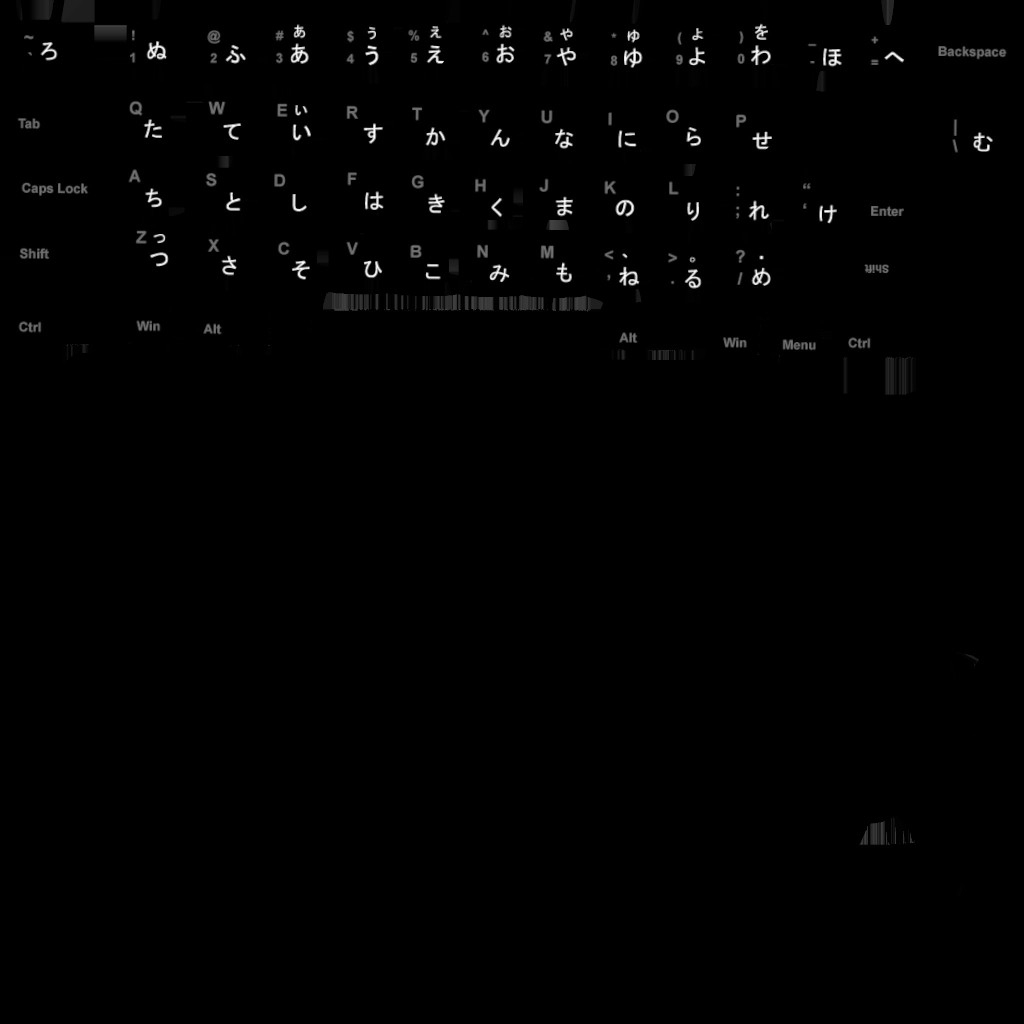 ~ ` ろ ! 1 ぬ @ 2 ふ # 3 ぁ あ $ 4 ぅ う % 5 ぇ え ^ 6 ぉ お & 7 ゃ や * 8 ゅ ゆ ( 9 ょ よ ) 0 を わ _ - ほ + = へ Backspace
Tab Q た W て E ぃ い R す T か Y ん U な I に O ら P せ | \ む
Caps Lock A ち S と D し F は G き H く J ま K の L り : ; れ “ ‘ け Enter
Shift Z っ つ X さ C そ V ひ B こ N み M も < , 、 ね > . 。 る ? / ・ め Shift
Ctrl Win Alt Alt Win Menu Ctrl